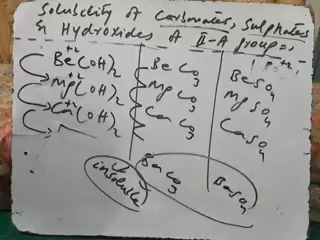 Solubility of Carbonates, Sulphates
& Hydroxides of II-A group:-
Be(OH)2 BeCO3 BeSO4
Mg(OH)2 MgCO3 MgSO4
Ca(OH)2 CaCO3 CaSO4
insoluble BaCO3 BaSO4